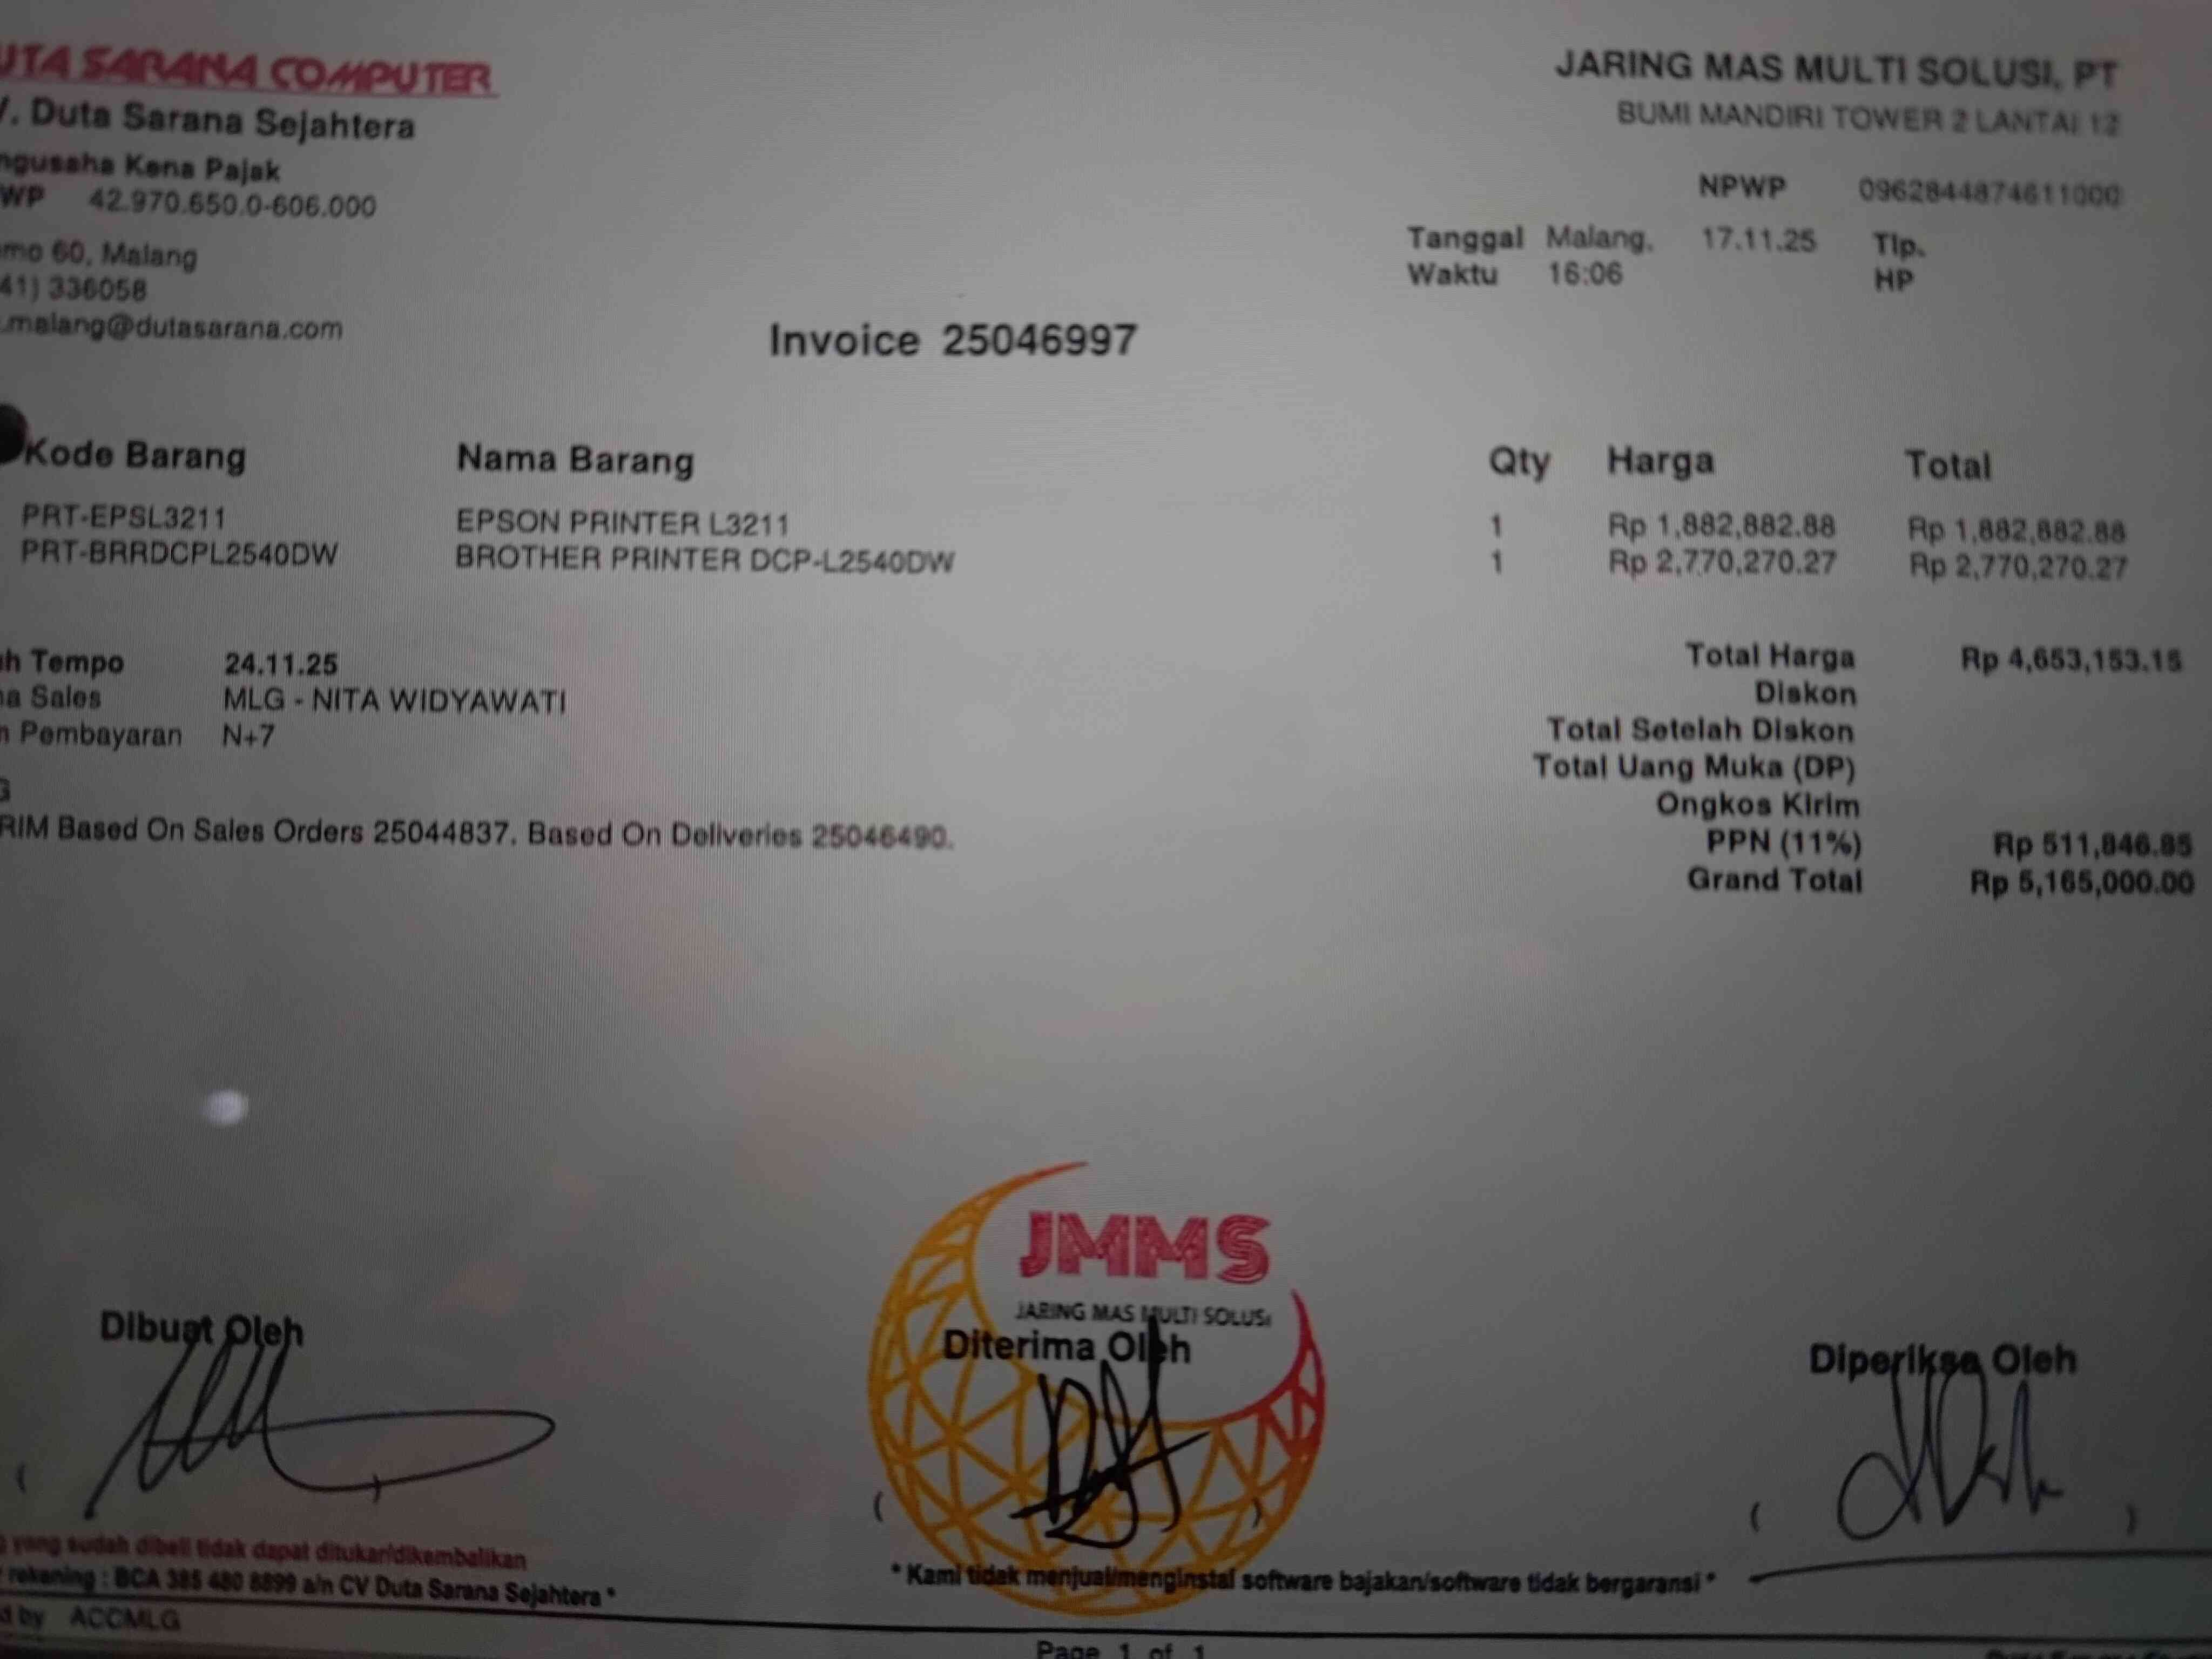 UTA SARANA COMPUTER
V. Duta Sarana Sejahtera
ngusaha Kena Pajak
WP 42.970.650.0-606.000
mo 60, Malang
41) 336058
.malang@dutasarana.com
JARING MAS MULTI SOLUSI, PT
BUMI MANDIRI TOWER 2 LANTAI 12
NPWP 0962844874611000
Tanggal Malang, 17.11.25 Tlp.
Waktu 16:06 HP
Invoice 25046997
Kode Barang Nama Barang Qty Harga Total
PRT-EPSL3211 EPSON PRINTER L3211 1 Rp 1,882,882.88 Rp 1,882,882.88
PRT-BRRDCPL2540DW BROTHER PRINTER DCP-L2540DW 1 Rp 2,770,270.27 Rp 2,770,270.27
h Tempo 24.11.25
a Sales MLG - NITA WIDYAWATI
n Pembayaran N+7
G
RIM Based On Sales Orders 25044837. Based On Deliveries 25046490.
Total Harga Rp 4,653,153.15
Diskon
Total Setelah Diskon
Total Uang Muka (DP)
Ongkos Kirim
PPN (11%) Rp 511,846.85
Grand Total Rp 5,165,000.00
JMMS
JARING MAS MULTI SOLUSI
Dibuat Oleh
Diterima Oleh
Diperiksa Oleh
g yang sudah dibeli tidak dapat ditukar/dikembalikan
rekening : BCA 385 480 8899 a/n CV Duta Sarana Sejahtera *
* Kami tidak menjual/menginstal software bajakan/software tidak bergaransi *
d by ACCMLG
Page 1 of 1